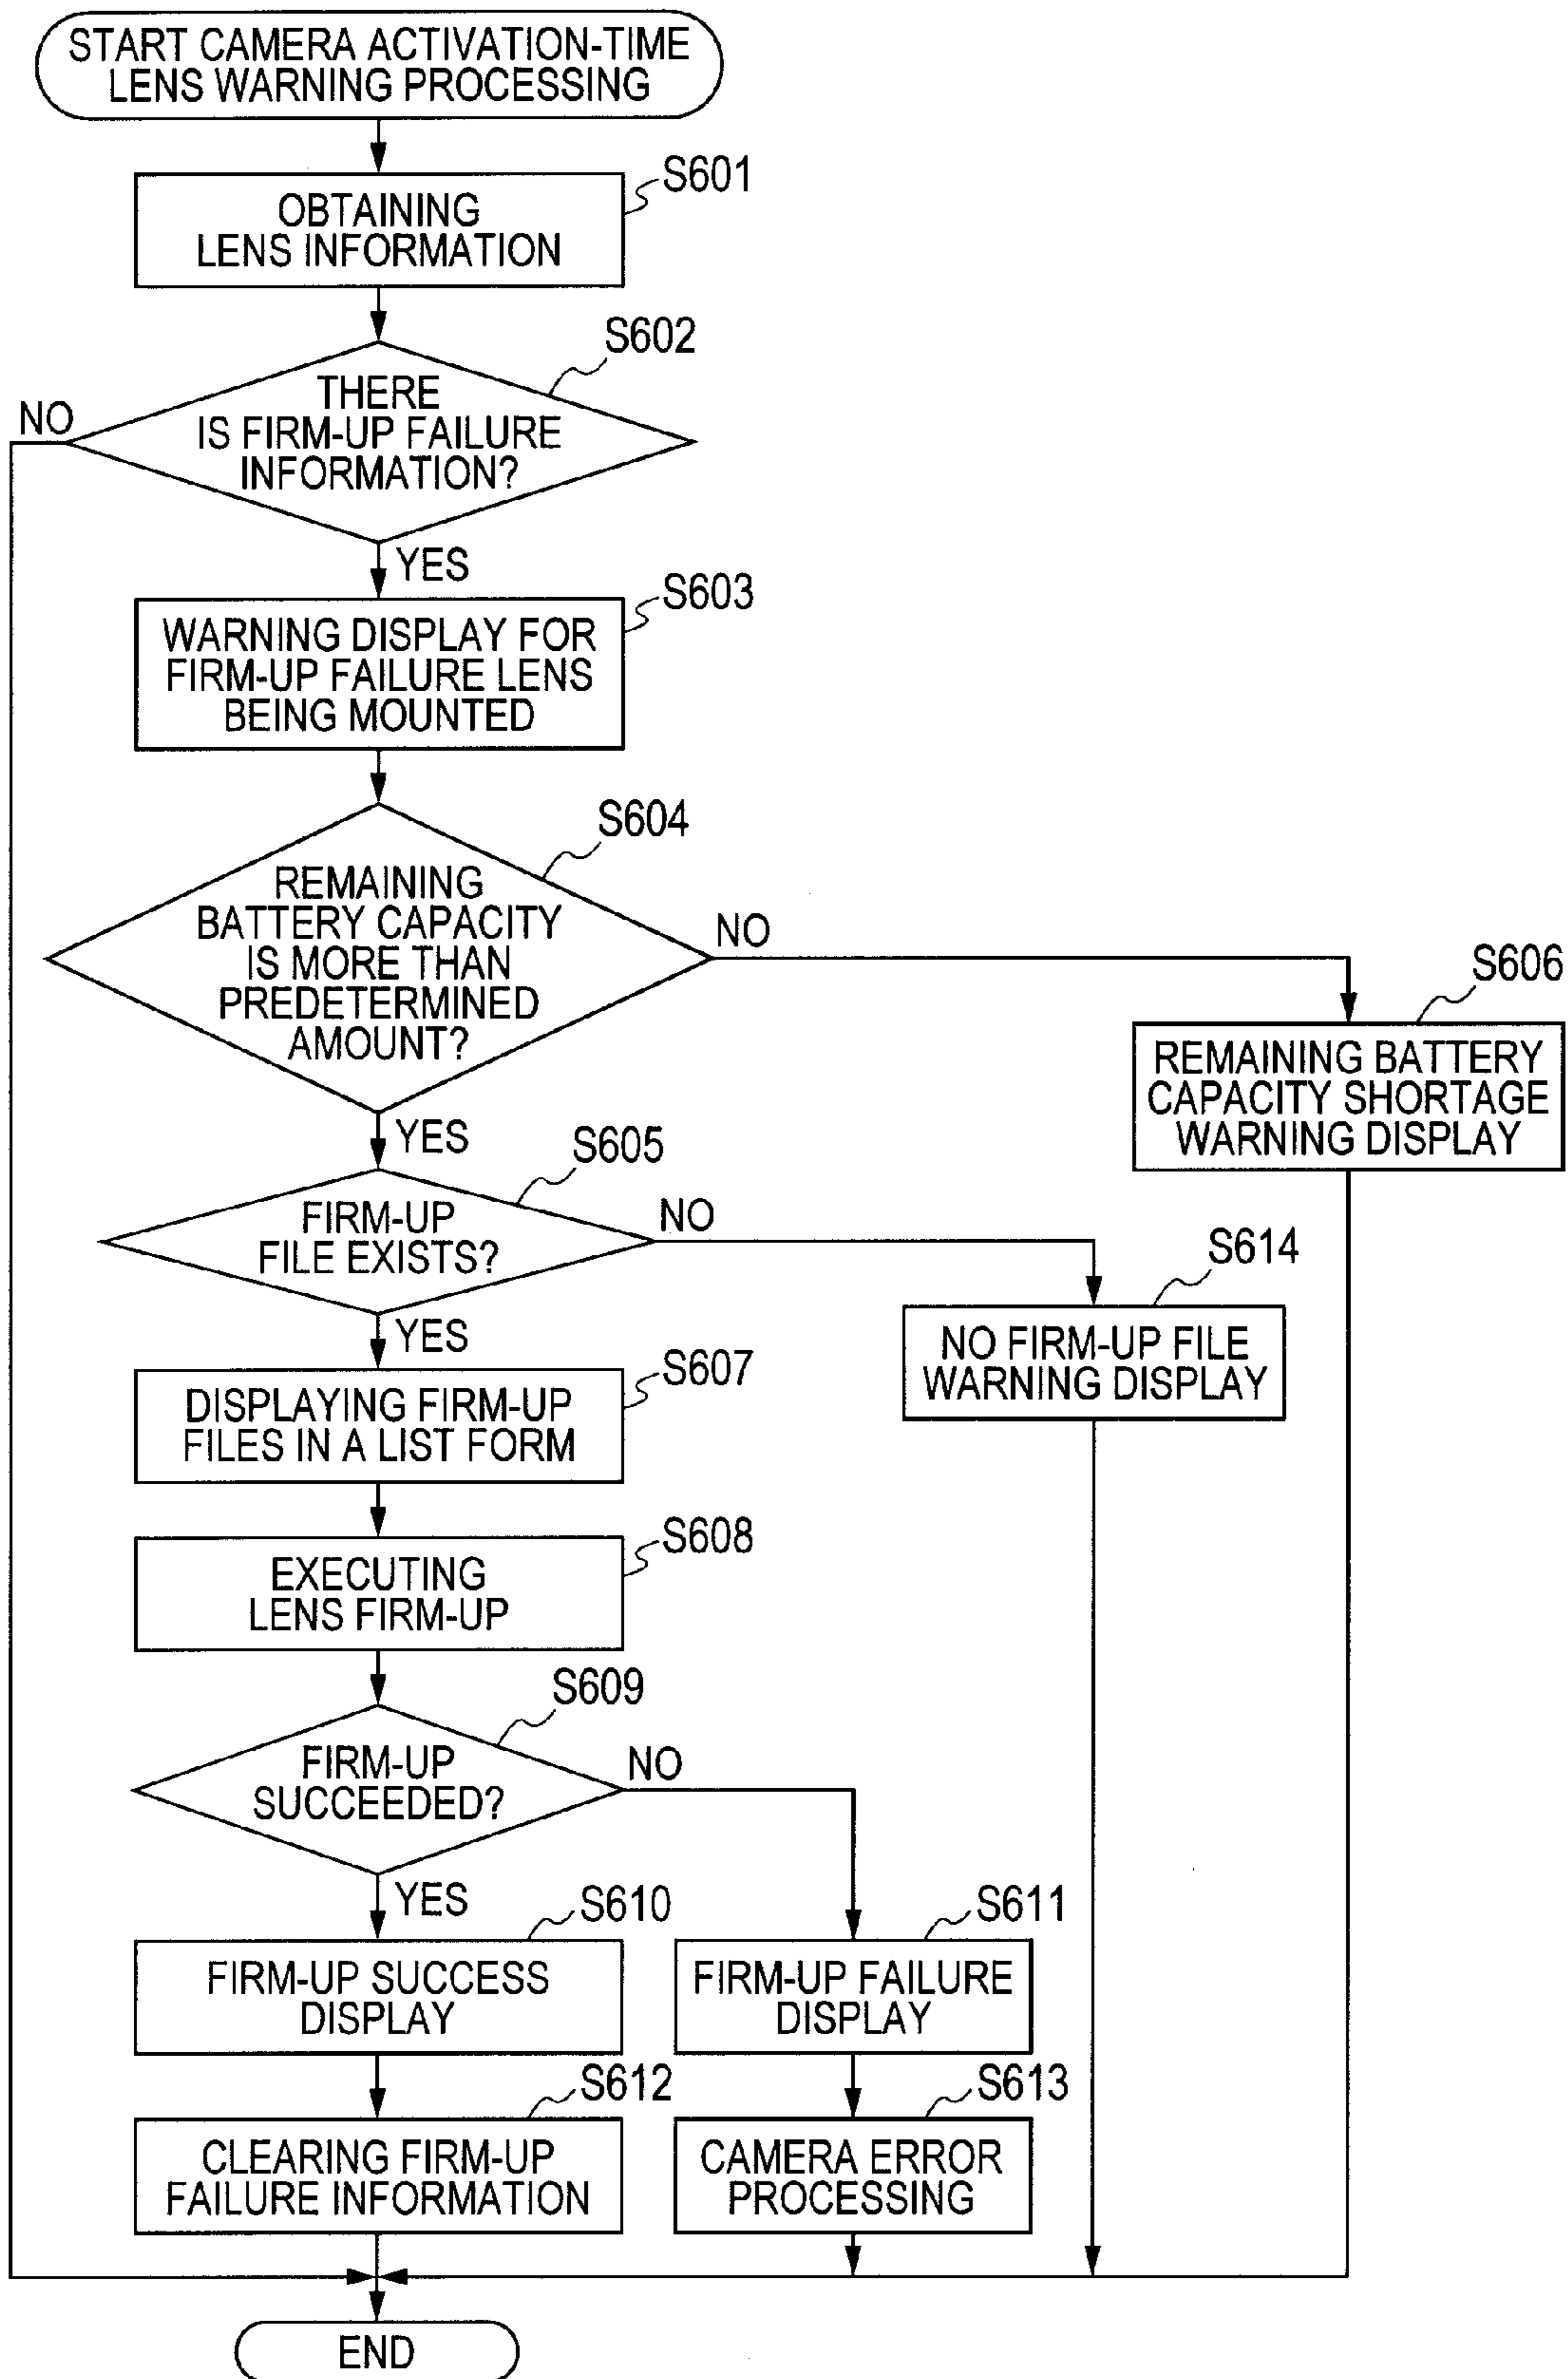 START CAMERA ACTIVATION-TIME
LENS WARNING PROCESSING
S601
OBTAINING
LENS INFORMATION
S602
THERE
IS FIRM-UP FAILURE
INFORMATION?
NO
YES
S603
WARNING DISPLAY FOR
FIRM-UP FAILURE LENS
BEING MOUNTED
S604
REMAINING
BATTERY CAPACITY
IS MORE THAN
PREDETERMINED
AMOUNT?
NO
YES
S606
REMAINING BATTERY
CAPACITY SHORTAGE
WARNING DISPLAY
S605
FIRM-UP
FILE EXISTS?
NO
YES
S614
NO FIRM-UP FILE
WARNING DISPLAY
S607
DISPLAYING FIRM-UP
FILES IN A LIST FORM
S608
EXECUTING
LENS FIRM-UP
S609
FIRM-UP
SUCCEEDED?
NO
YES
S610
FIRM-UP SUCCESS
DISPLAY
S611
FIRM-UP FAILURE
DISPLAY
S612
CLEARING FIRM-UP
FAILURE INFORMATION
S613
CAMERA ERROR
PROCESSING
END